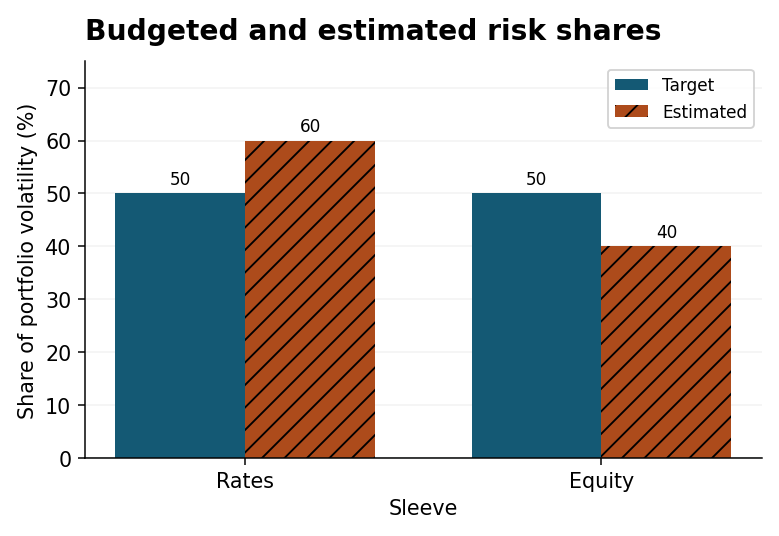 Budgeted and estimated risk shares
Target
Estimated
Share of portfolio volatility (%)
70
60
50
40
30
20
10
0
50
60
50
40
Rates
Equity
Sleeve